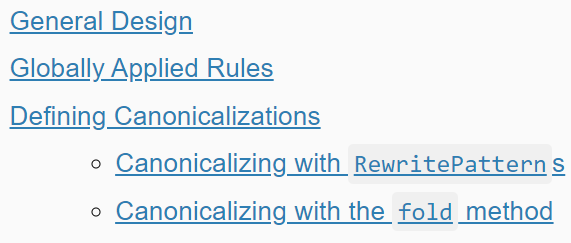 General Design
Globally Applied Rules
Defining Canonicalizations
Canonicalizing with RewritePatterns
Canonicalizing with the fold method